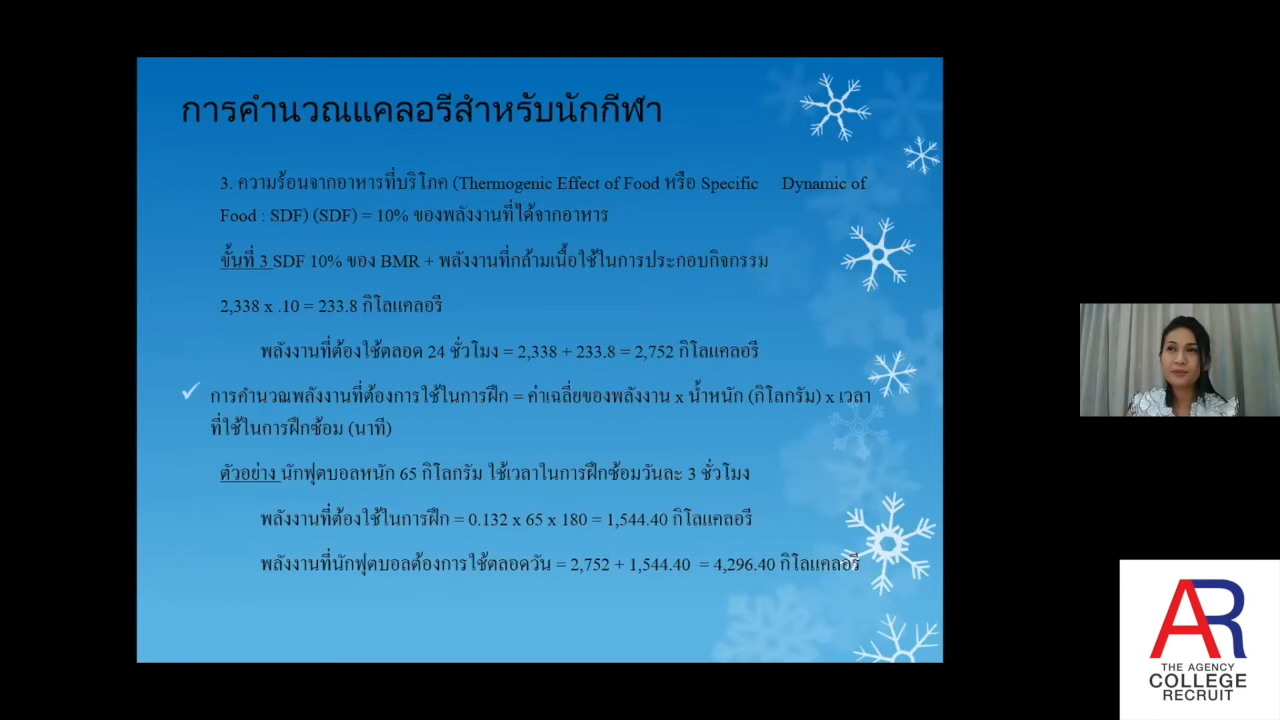 การคำนวณแคลอรีสำหรับนักกีฬา
3. ความร้อนจากอาหารที่บริโภค (Thermogenic Effect of Food หรือ Specific Dynamic of
Food : SDF) (SDF) = 10% ของพลังงานที่ได้จากอาหาร
ขั้นที่ 3 SDF 10% ของ BMR + พลังงานที่กล้ามเนื้อใช้ในการประกอบกิจกรรม
2,338 x .10 = 233.8 กิโลแคลอรี
พลังงานที่ต้องใช้ตลอด 24 ชั่วโมง = 2,338 + 233.8 = 2,752 กิโลแคลอรี
✓ การคำนวณพลังงานที่ต้องการใช้ในการฝึก = ค่าเฉลี่ยของพลังงาน x น้ำหนัก (กิโลกรัม) x เวลา
ที่ใช้ในการฝึกซ้อม (นาที)
ตัวอย่าง นักฟุตบอลหนัก 65 กิโลกรัม ใช้เวลาในการฝึกซ้อมวันละ 3 ชั่วโมง
พลังงานที่ต้องใช้ในการฝึก = 0.132 x 65 x 180 = 1,544.40 กิโลแคลอรี
พลังงานที่นักฟุตบอลต้องการใช้ตลอดวัน = 2,752 + 1,544.40 = 4,296.40 กิโลแคลอรี
AR
THE AGENCY
COLLEGE
RECRUIT